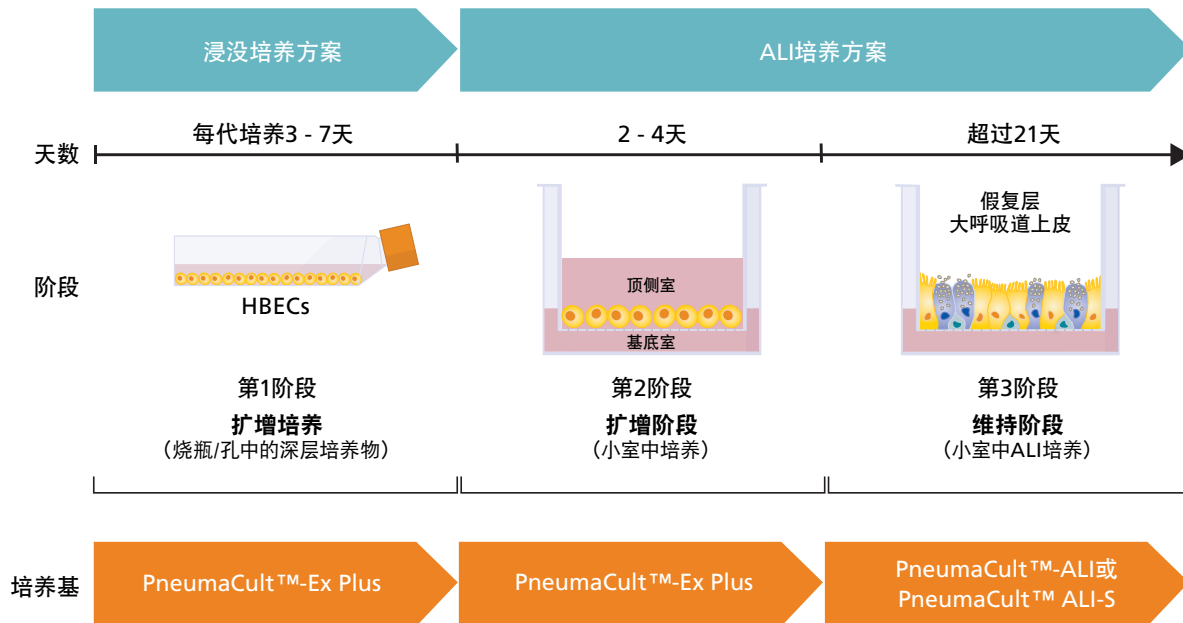 浸没培养方案
ALI培养方案
天数
每代培养3 - 7天
2 - 4天
超过21天
阶段
HBECs
顶侧室
基底室
假复层
大呼吸道上皮
第1阶段
扩增培养
（烧瓶/孔中的深层培养物）
第2阶段
扩增阶段
（小室中培养）
第3阶段
维持阶段
（小室中ALI培养）
培养基
PneumaCult™-Ex Plus
PneumaCult™-Ex Plus
PneumaCult™-ALI或
PneumaCult™ ALI-S